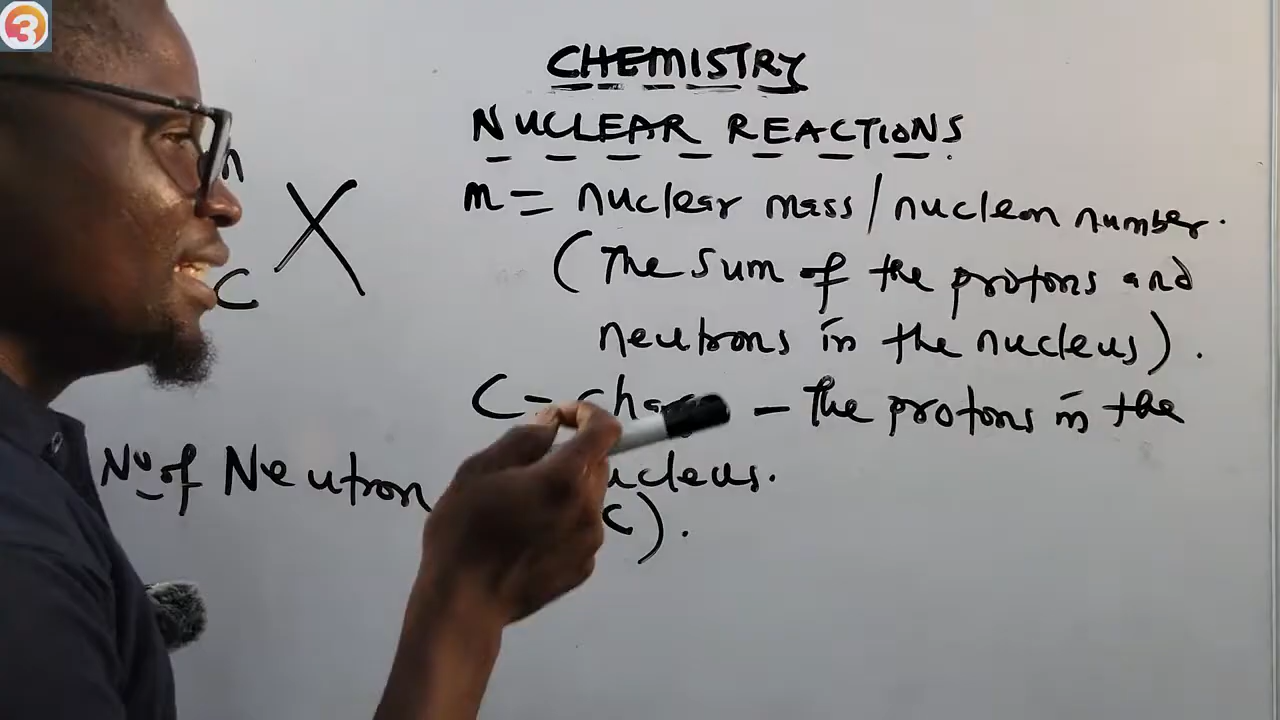 3
CHEMISTRY
NUCLEAR REACTIONS.
X
C
m = nuclear mass/nucleon number.
(The sum of the protons and
neutrons in the nucleus).
C - – The protons in the
No of Neutron
C).